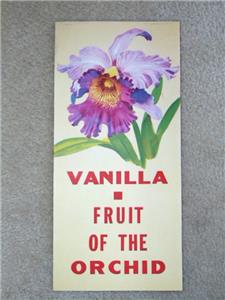 VANILLA
FRUIT
OF THE
ORCHID